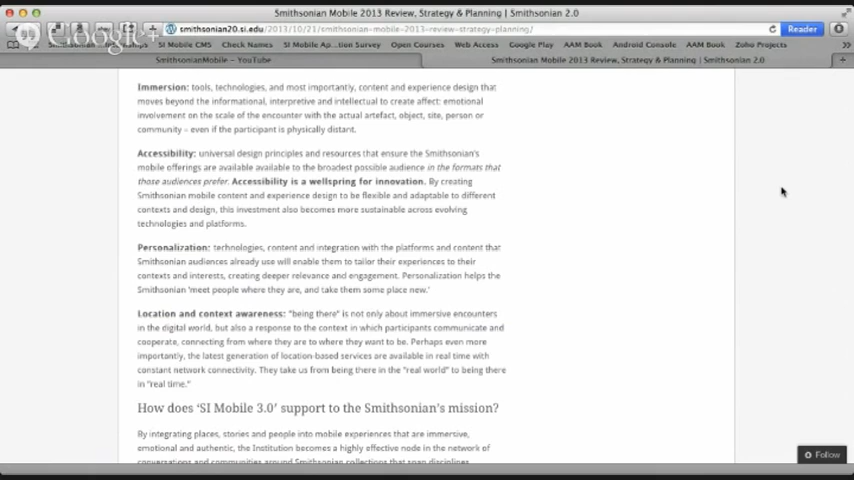 Smithsonian Mobile 2013 Review, Strategy & Planning | Smithsonian 2.0
smithsonian20.si.edu/2013/10/21/smithsonian-mobile-2013-review-strategy-planning/
Reader
Google+
SI Mobile CMS Check Names SI Mobile Ap...tion Survey Open Courses Web Access Google Play AAM Book Android Console AAM Book Zoho Projects
SmithsonianMobile – YouTube Smithsonian Mobile 2013 Review, Strategy & Planning | Smithsonian 2.0
Immersion: tools, technologies, and most importantly, content and experience design that
moves beyond the informational, interpretive and intellectual to create affect: emotional
involvement on the scale of the encounter with the actual artefact, object, site, person or
community – even if the participant is physically distant.
Accessibility: universal design principles and resources that ensure the Smithsonian's
mobile offerings are available available to the broadest possible audience in the formats that
those audiences prefer. Accessibility is a wellspring for innovation. By creating
Smithsonian mobile content and experience design to be flexible and adaptable to different
contexts and design, this investment also becomes more sustainable across evolving
technologies and platforms.
Personalization: technologies, content and integration with the platforms and content that
Smithsonian audiences already use will enable them to tailor their experiences to their
contexts and interests, creating deeper relevance and engagement. Personalization helps the
Smithsonian 'meet people where they are, and take them some place new.'
Location and context awareness: "being there" is not only about immersive encounters
in the digital world, but also a response to the context in which participants communicate and
cooperate, connecting from where they are to where they want to be. Perhaps even more
importantly, the latest generation of location-based services are available in real time with
constant network connectivity. They take us from being there in the "real world" to being there
in "real time."
How does 'SI Mobile 3.0' support to the Smithsonian's mission?
By integrating places, stories and people into mobile experiences that are immersive,
emotional and authentic, the Institution becomes a highly effective node in the network of
conversations and communities around Smithsonian collections that span disciplines,
Follow